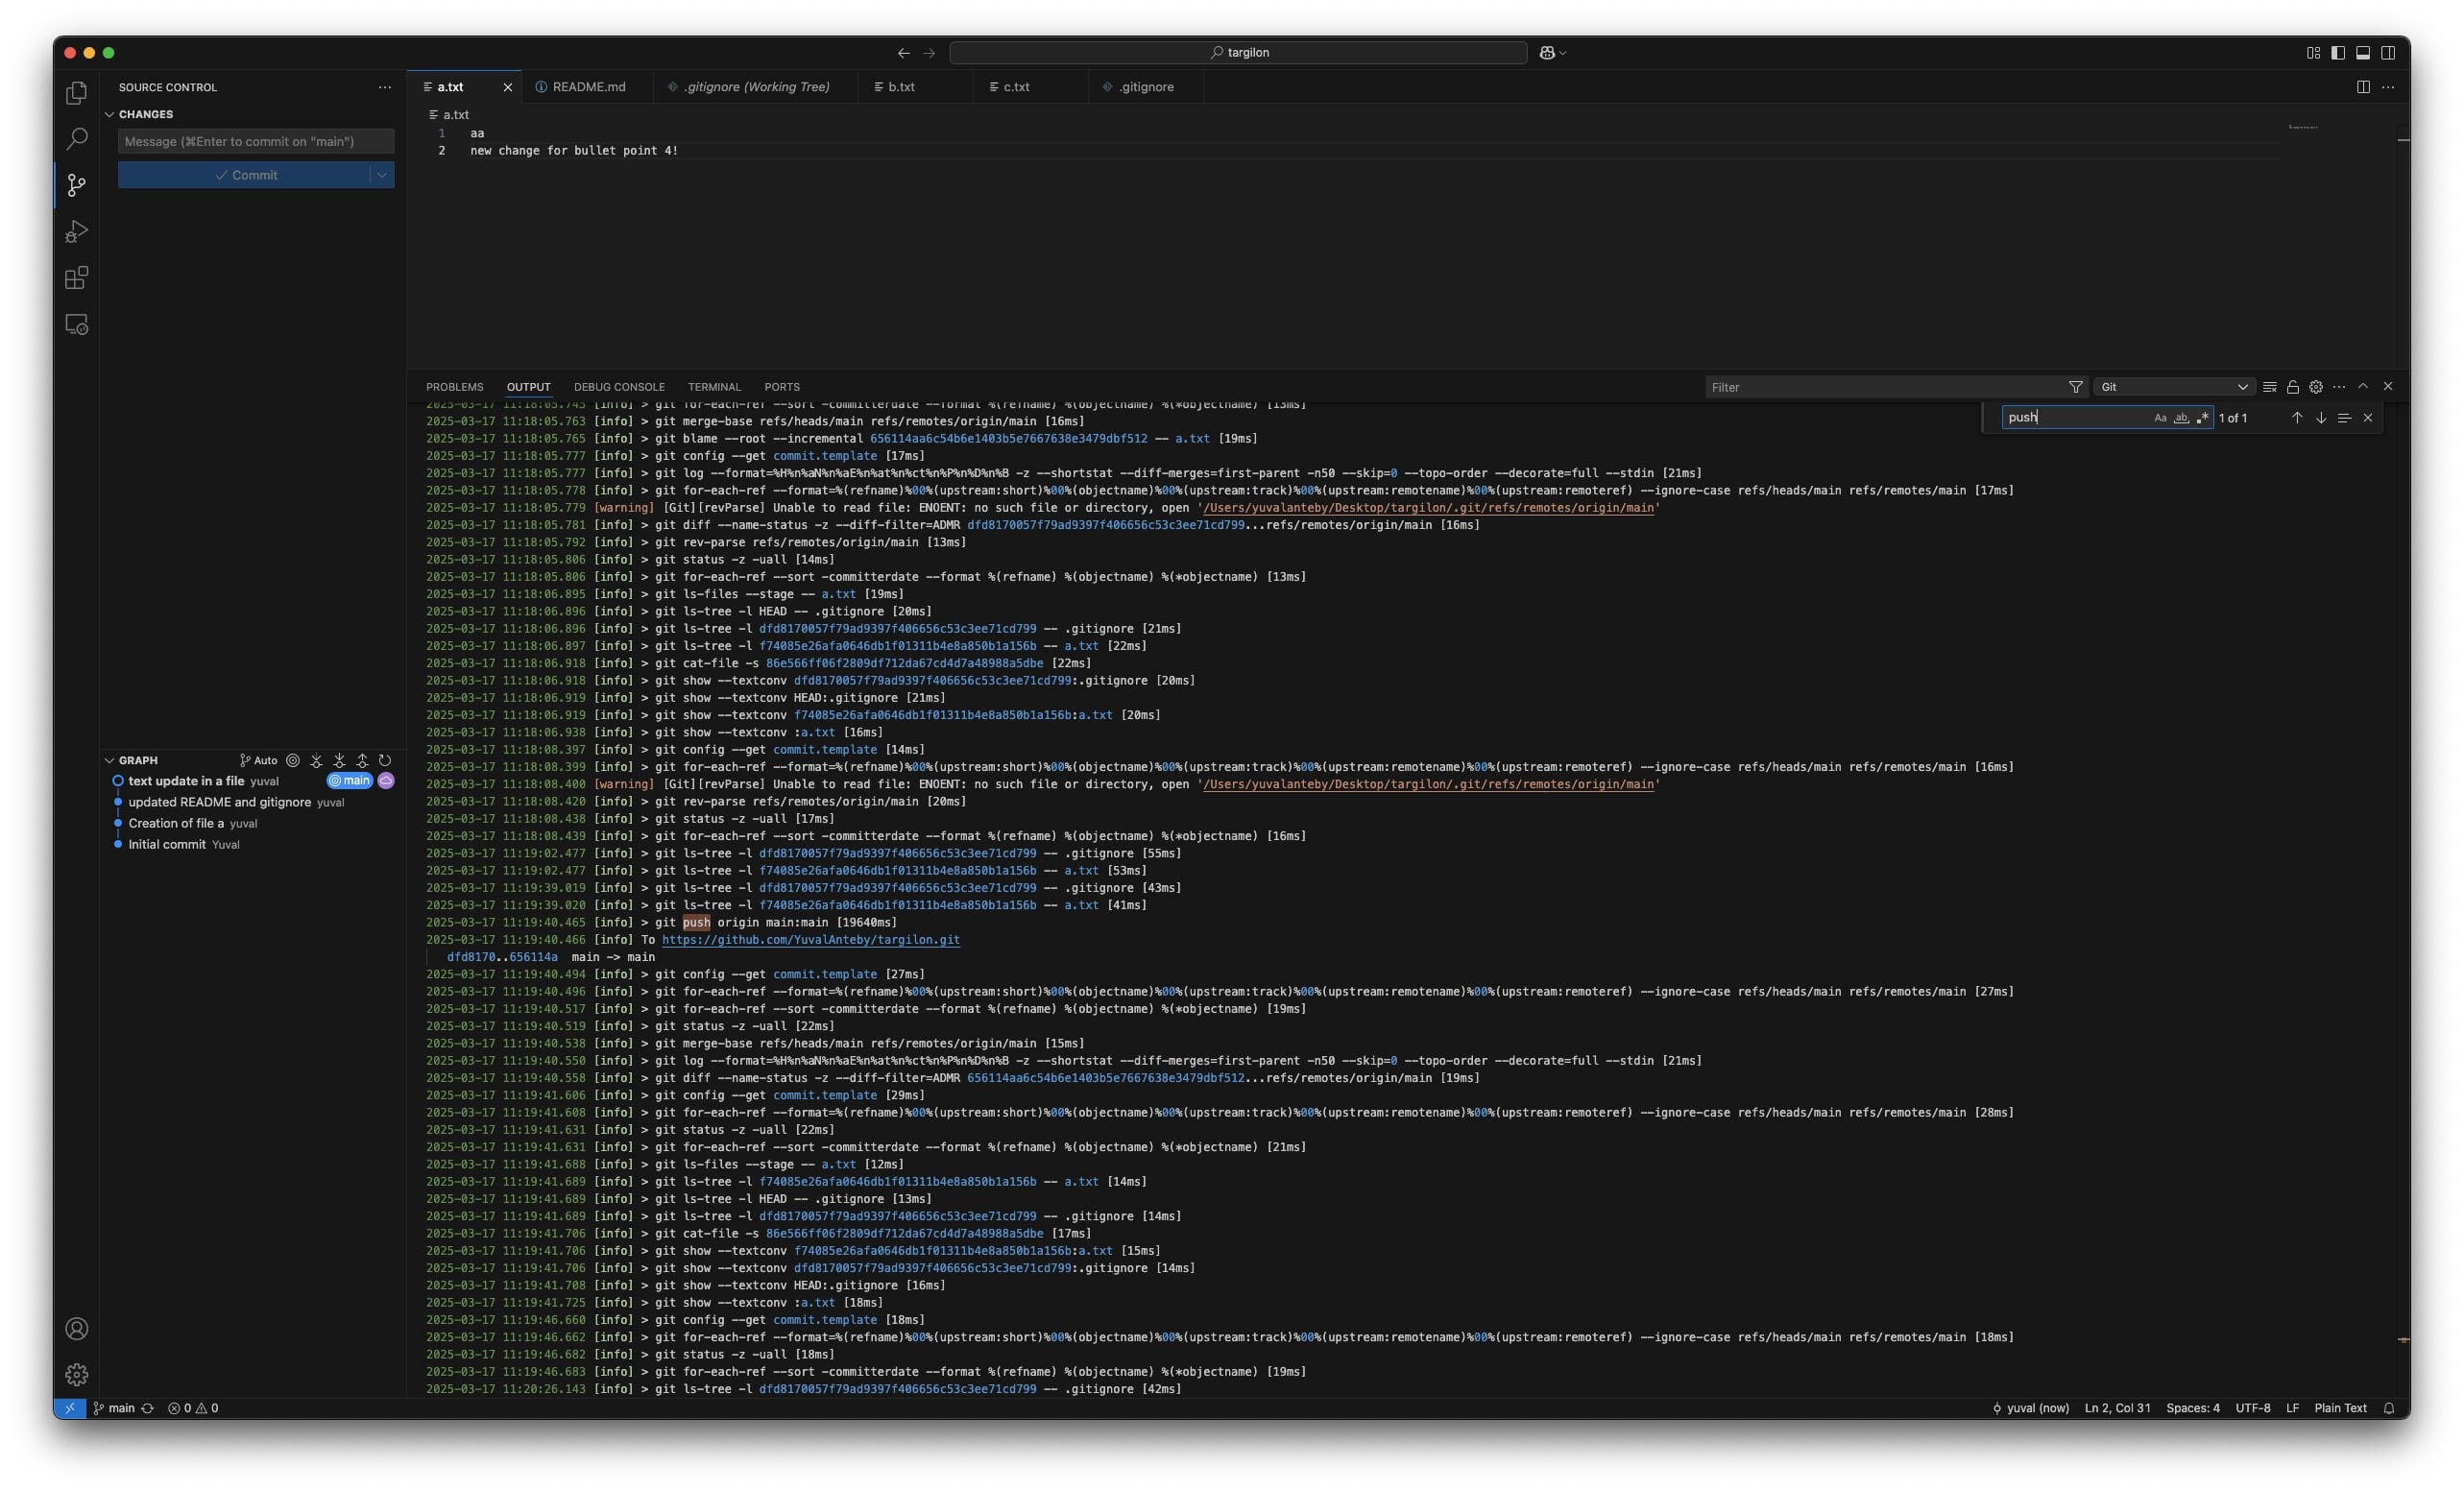 targilon
SOURCE CONTROL
CHANGES
Message (⌘Enter to commit on "main")
Commit
a.txt
README.md
.gitignore (Working Tree)
b.txt
c.txt
.gitignore
a.txt
1 aa
2 new change for bullet point 4!
PROBLEMS OUTPUT DEBUG CONSOLE TERMINAL PORTS
Filter
Git
push
Aa ab .* 1 of 1
2025-03-17 11:18:05.745 [info] > git for-each-ref --sort -committerdate --format %(refname) %(objectname) %(*objectname) [13ms]
2025-03-17 11:18:05.763 [info] > git merge-base refs/heads/main refs/remotes/origin/main [16ms]
2025-03-17 11:18:05.765 [info] > git blame --root --incremental 656114aa6c54b6e1403b5e7667638e3479dbf512 -- a.txt [19ms]
2025-03-17 11:18:05.777 [info] > git config --get commit.template [17ms]
2025-03-17 11:18:05.777 [info] > git log --format=%H%n%aN%n%aE%n%at%n%ct%n%P%n%D%n%B -z --shortstat --diff-merges=first-parent -n50 --skip=0 --topo-order --decorate=full --stdin [21ms]
2025-03-17 11:18:05.778 [info] > git for-each-ref --format=%(refname)%00%(upstream:short)%00%(objectname)%00%(upstream:track)%00%(upstream:remotename)%00%(upstream:remoteref) --ignore-case refs/heads/main refs/remotes/main [17ms]
2025-03-17 11:18:05.779 [warning] [Git][revParse] Unable to read file: ENOENT: no such file or directory, open '/Users/yuvalanteby/Desktop/targilon/.git/refs/remotes/origin/main'
2025-03-17 11:18:05.781 [info] > git diff --name-status -z --diff-filter=ADMR dfd8170057f79ad9397f406656c53c3ee71cd799...refs/remotes/origin/main [16ms]
2025-03-17 11:18:05.792 [info] > git rev-parse refs/remotes/origin/main [13ms]
2025-03-17 11:18:05.806 [info] > git status -z -uall [14ms]
2025-03-17 11:18:05.806 [info] > git for-each-ref --sort -committerdate --format %(refname) %(objectname) %(*objectname) [13ms]
2025-03-17 11:18:06.895 [info] > git ls-files --stage -- a.txt [19ms]
2025-03-17 11:18:06.896 [info] > git ls-tree -l HEAD -- .gitignore [20ms]
2025-03-17 11:18:06.896 [info] > git ls-tree -l dfd8170057f79ad9397f406656c53c3ee71cd799 -- .gitignore [21ms]
2025-03-17 11:18:06.897 [info] > git ls-tree -l f74085e26afa0646db1f01311b4e8a850b1a156b -- a.txt [22ms]
2025-03-17 11:18:06.918 [info] > git cat-file -s 86e566ff06f2809df712da67cd4d7a48988a5dbe [22ms]
2025-03-17 11:18:06.918 [info] > git show --textconv dfd8170057f79ad9397f406656c53c3ee71cd799:.gitignore [20ms]
2025-03-17 11:18:06.919 [info] > git show --textconv HEAD:.gitignore [21ms]
2025-03-17 11:18:06.919 [info] > git show --textconv f74085e26afa0646db1f01311b4e8a850b1a156b:a.txt [20ms]
2025-03-17 11:18:06.938 [info] > git show --textconv :a.txt [16ms]
2025-03-17 11:18:08.397 [info] > git config --get commit.template [14ms]
2025-03-17 11:18:08.399 [info] > git for-each-ref --format=%(refname)%00%(upstream:short)%00%(objectname)%00%(upstream:track)%00%(upstream:remotename)%00%(upstream:remoteref) --ignore-case refs/heads/main refs/remotes/main [16ms]
2025-03-17 11:18:08.400 [warning] [Git][revParse] Unable to read file: ENOENT: no such file or directory, open '/Users/yuvalanteby/Desktop/targilon/.git/refs/remotes/origin/main'
2025-03-17 11:18:08.420 [info] > git rev-parse refs/remotes/origin/main [20ms]
2025-03-17 11:18:08.438 [info] > git status -z -uall [17ms]
2025-03-17 11:18:08.439 [info] > git for-each-ref --sort -committerdate --format %(refname) %(objectname) %(*objectname) [16ms]
2025-03-17 11:19:02.477 [info] > git ls-tree -l dfd8170057f79ad9397f406656c53c3ee71cd799 -- .gitignore [55ms]
2025-03-17 11:19:02.477 [info] > git ls-tree -l f74085e26afa0646db1f01311b4e8a850b1a156b -- a.txt [53ms]
2025-03-17 11:19:39.019 [info] > git ls-tree -l dfd8170057f79ad9397f406656c53c3ee71cd799 -- .gitignore [43ms]
2025-03-17 11:19:39.020 [info] > git ls-tree -l f74085e26afa0646db1f01311b4e8a850b1a156b -- a.txt [41ms]
2025-03-17 11:19:40.465 [info] > git push origin main:main [19640ms]
2025-03-17 11:19:40.466 [info] To https://github.com/YuvalAnteby/targilon.git
dfd8170..656114a main -> main
2025-03-17 11:19:40.494 [info] > git config --get commit.template [27ms]
2025-03-17 11:19:40.496 [info] > git for-each-ref --format=%(refname)%00%(upstream:short)%00%(objectname)%00%(upstream:track)%00%(upstream:remotename)%00%(upstream:remoteref) --ignore-case refs/heads/main refs/remotes/main [27ms]
2025-03-17 11:19:40.517 [info] > git for-each-ref --sort -committerdate --format %(refname) %(objectname) %(*objectname) [19ms]
2025-03-17 11:19:40.519 [info] > git status -z -uall [22ms]
2025-03-17 11:19:40.538 [info] > git merge-base refs/heads/main refs/remotes/origin/main [15ms]
2025-03-17 11:19:40.550 [info] > git log --format=%H%n%aN%n%aE%n%at%n%ct%n%P%n%D%n%B -z --shortstat --diff-merges=first-parent -n50 --skip=0 --topo-order --decorate=full --stdin [21ms]
2025-03-17 11:19:40.558 [info] > git diff --name-status -z --diff-filter=ADMR 656114aa6c54b6e1403b5e7667638e3479dbf512...refs/remotes/origin/main [19ms]
2025-03-17 11:19:41.606 [info] > git config --get commit.template [29ms]
2025-03-17 11:19:41.608 [info] > git for-each-ref --format=%(refname)%00%(upstream:short)%00%(objectname)%00%(upstream:track)%00%(upstream:remotename)%00%(upstream:remoteref) --ignore-case refs/heads/main refs/remotes/main [28ms]
2025-03-17 11:19:41.631 [info] > git status -z -uall [22ms]
2025-03-17 11:19:41.631 [info] > git for-each-ref --sort -committerdate --format %(refname) %(objectname) %(*objectname) [21ms]
2025-03-17 11:19:41.688 [info] > git ls-files --stage -- a.txt [12ms]
2025-03-17 11:19:41.689 [info] > git ls-tree -l f74085e26afa0646db1f01311b4e8a850b1a156b -- a.txt [14ms]
2025-03-17 11:19:41.689 [info] > git ls-tree -l HEAD -- .gitignore [13ms]
2025-03-17 11:19:41.689 [info] > git ls-tree -l dfd8170057f79ad9397f406656c53c3ee71cd799 -- .gitignore [14ms]
2025-03-17 11:19:41.706 [info] > git cat-file -s 86e566ff06f2809df712da67cd4d7a48988a5dbe [17ms]
2025-03-17 11:19:41.706 [info] > git show --textconv f74085e26afa0646db1f01311b4e8a850b1a156b:a.txt [15ms]
2025-03-17 11:19:41.706 [info] > git show --textconv dfd8170057f79ad9397f406656c53c3ee71cd799:.gitignore [14ms]
2025-03-17 11:19:41.708 [info] > git show --textconv HEAD:.gitignore [16ms]
2025-03-17 11:19:41.725 [info] > git show --textconv :a.txt [18ms]
2025-03-17 11:19:46.660 [info] > git config --get commit.template [18ms]
2025-03-17 11:19:46.662 [info] > git for-each-ref --format=%(refname)%00%(upstream:short)%00%(objectname)%00%(upstream:track)%00%(upstream:remotename)%00%(upstream:remoteref) --ignore-case refs/heads/main refs/remotes/main [18ms]
2025-03-17 11:19:46.682 [info] > git status -z -uall [18ms]
2025-03-17 11:19:46.683 [info] > git for-each-ref --sort -committerdate --format %(refname) %(objectname) %(*objectname) [19ms]
2025-03-17 11:20:26.143 [info] > git ls-tree -l dfd8170057f79ad9397f406656c53c3ee71cd799 -- .gitignore [42ms]
GRAPH Auto
text update in a file yuval main
updated README and gitignore yuval
Creation of file a yuval
Initial commit Yuval
main 0 0
yuval (now) Ln 2, Col 31 Spaces: 4 UTF-8 LF Plain Text